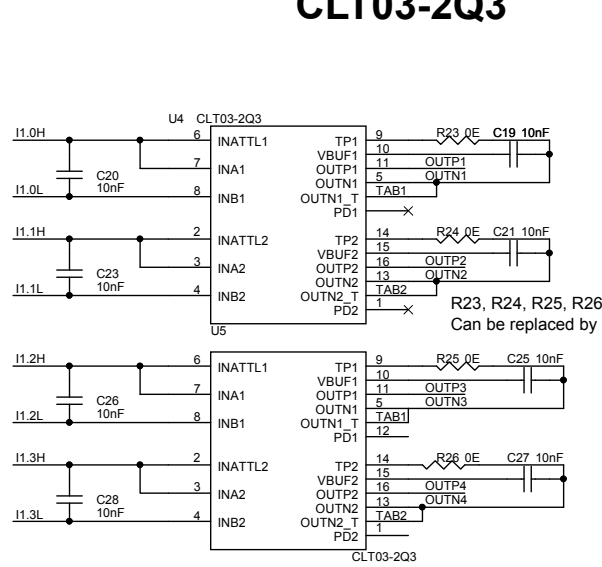 CLT03-2Q3
U4 CLT03-2Q3
I1.0H 6 INATTL1 TP1 9 R23 0E C19 10nF
VBUF1 10
7 INA1 OUTP1 11 OUTP1
C20 OUTN1 5 OUTN1
10nF
I1.0L 8 INB1 OUTN1_T TAB1
PD1
I1.1H 2 INATTL2 TP2 14 R24 0E C21 10nF
VBUF2 15
3 INA2 OUTP2 16 OUTP2
C23 OUTN2 13 OUTN2
10nF
I1.1L 4 INB2 OUTN2_T TAB2
PD2 1
R23, R24, R25, R26
Can be replaced by
U5
I1.2H 6 INATTL1 TP1 9 R25 0E C25 10nF
VBUF1 10
7 INA1 OUTP1 11 OUTP3
C26 OUTN1 5 OUTN3
10nF
I1.2L 8 INB1 OUTN1_T TAB1
PD1 12
I1.3H 2 INATTL2 TP2 14 R26 0E C27 10nF
VBUF2 15
3 INA2 OUTP2 16 OUTP4
C28 OUTN2 13 OUTN4
10nF
I1.3L 4 INB2 OUTN2_T TAB2
PD2 1
CLT03-2Q3